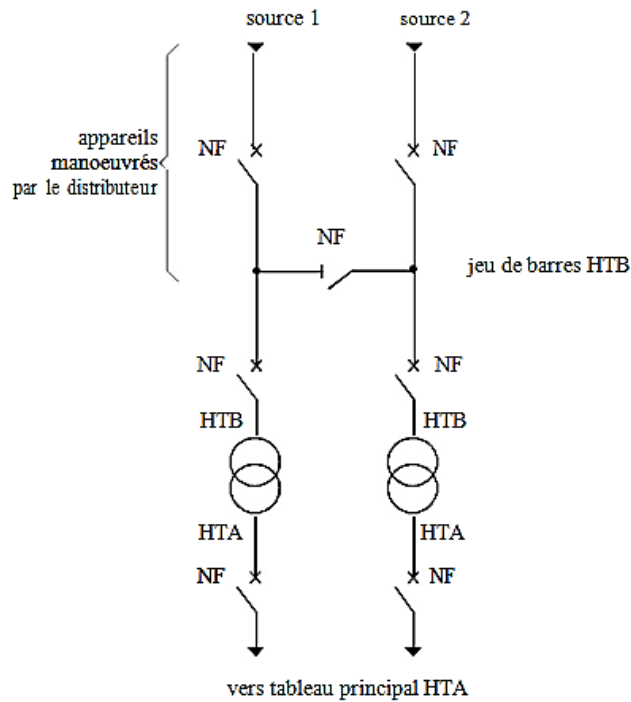 source 1
source 2
appareils
manoeuvrés
par le distributeur
NF
NF
NF
jeu de barres HTB
NF
NF
HTB
HTB
HTA
HTA
NF
NF
vers tableau principal HTA